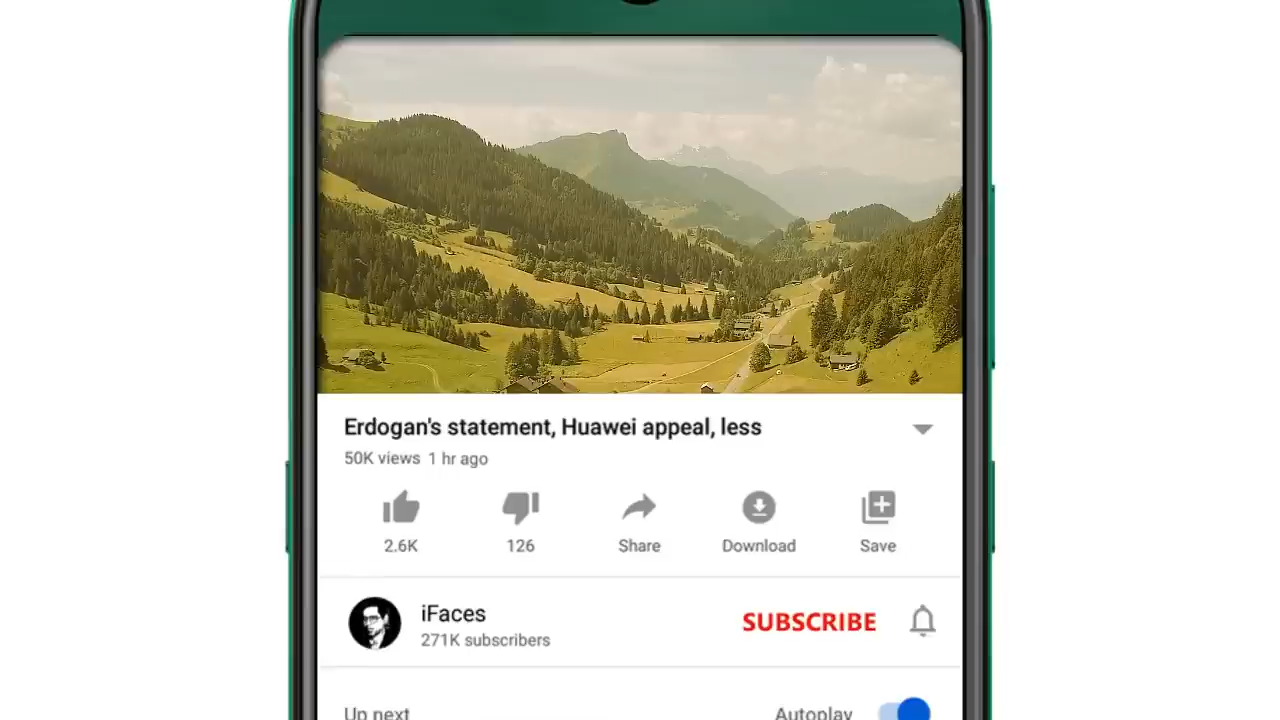 Erdogan's statement, Huawei appeal, less
50K views 1 hr ago
2.6K 126 Share Download Save
iFaces
SUBSCRIBE
271K subscribers
Up next Autoplay